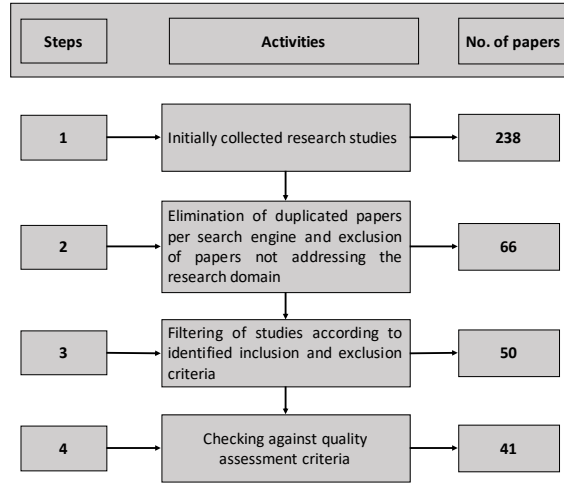 Steps
Activities
No. of papers
1
Initially collected research studies
238
2
Elimination of duplicated papers
per search engine and exclusion
of papers not addressing the
research domain
66
3
Filtering of studies according to
identified inclusion and exclusion
criteria
50
4
Checking against quality
assessment criteria
41